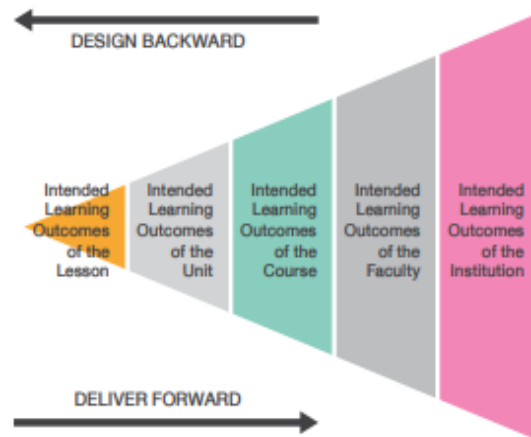 DESIGN BACKWARD
Intended
Learning
Outcomes
of the
Lesson
Intended
Learning
Outcomes
of the
Unit
Intended
Learning
Outcomes
of the
Course
Intended
Learning
Outcomes
of the
Faculty
Intended
Learning
Outcomes
of the
Institution
DELIVER FORWARD